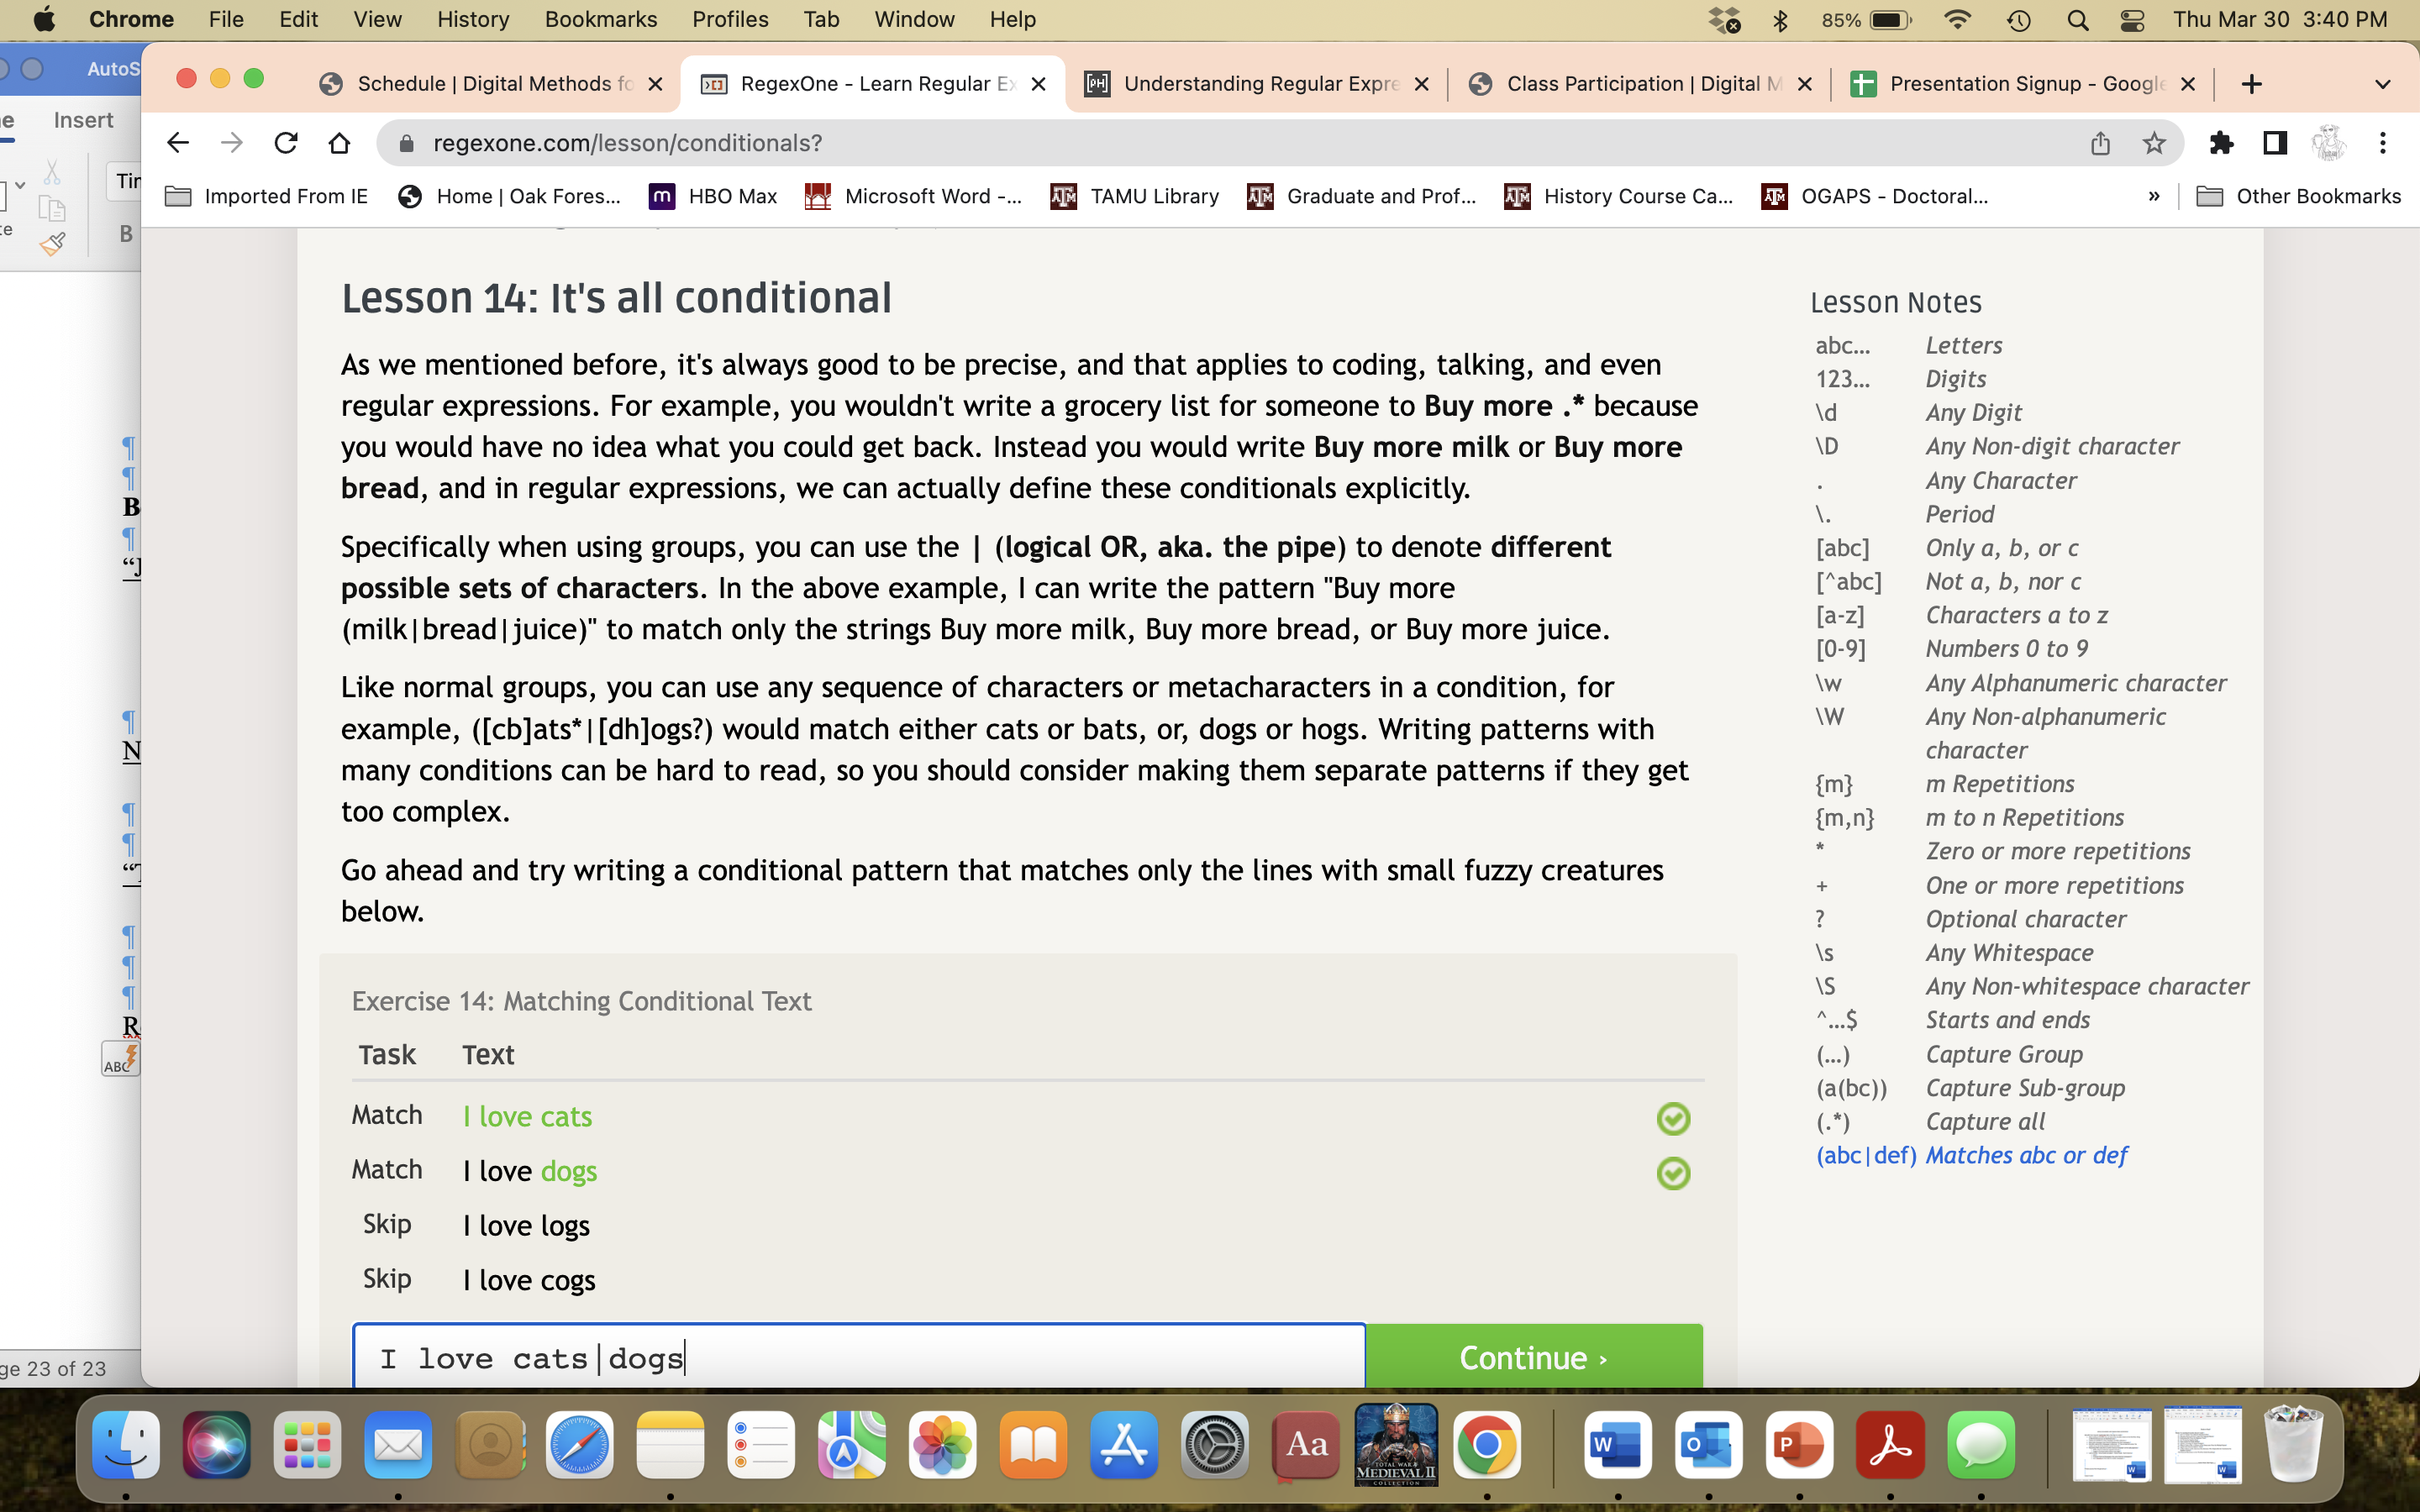 Chrome File Edit View History Bookmarks Profiles Tab Window Help 85% Thu Mar 30 3:40 PM
AutoS
Schedule | Digital Methods fo
RegexOne - Learn Regular Ex
Understanding Regular Expre
Class Participation | Digital M
Presentation Signup - Google
Insert
regexone.com/lesson/conditionals?
Imported From IE Home | Oak Fores... HBO Max Microsoft Word -... TAMU Library Graduate and Prof... History Course Ca... OGAPS - Doctoral... » Other Bookmarks
Lesson 14: It's all conditional
As we mentioned before, it's always good to be precise, and that applies to coding, talking, and even
regular expressions. For example, you wouldn't write a grocery list for someone to Buy more .* because
you would have no idea what you could get back. Instead you would write Buy more milk or Buy more
bread, and in regular expressions, we can actually define these conditionals explicitly.
Specifically when using groups, you can use the | (logical OR, aka. the pipe) to denote different
possible sets of characters. In the above example, I can write the pattern "Buy more
(milk|bread|juice)" to match only the strings Buy more milk, Buy more bread, or Buy more juice.
Like normal groups, you can use any sequence of characters or metacharacters in a condition, for
example, ([cb]ats*|[dh]ogs?) would match either cats or bats, or, dogs or hogs. Writing patterns with
many conditions can be hard to read, so you should consider making them separate patterns if they get
too complex.
Go ahead and try writing a conditional pattern that matches only the lines with small fuzzy creatures
below.
Exercise 14: Matching Conditional Text
Task Text
Match I love cats
Match I love dogs
Skip I love logs
Skip I love cogs
I love cats|dogs
Continue ›
Lesson Notes
abc... Letters
123... Digits
\d Any Digit
\D Any Non-digit character
. Any Character
\. Period
[abc] Only a, b, or c
[^abc] Not a, b, nor c
[a-z] Characters a to z
[0-9] Numbers 0 to 9
\w Any Alphanumeric character
\W Any Non-alphanumeric
character
{m} m Repetitions
{m,n} m to n Repetitions
* Zero or more repetitions
+ One or more repetitions
? Optional character
\s Any Whitespace
\S Any Non-whitespace character
^...$ Starts and ends
(...) Capture Group
(a(bc)) Capture Sub-group
(.*) Capture all
(abc|def) Matches abc or def
Tin
B
B
N
R
ABC
ge 23 of 23
Aa
TOTAL WAR
MEDIEVAL II
COLLECTION